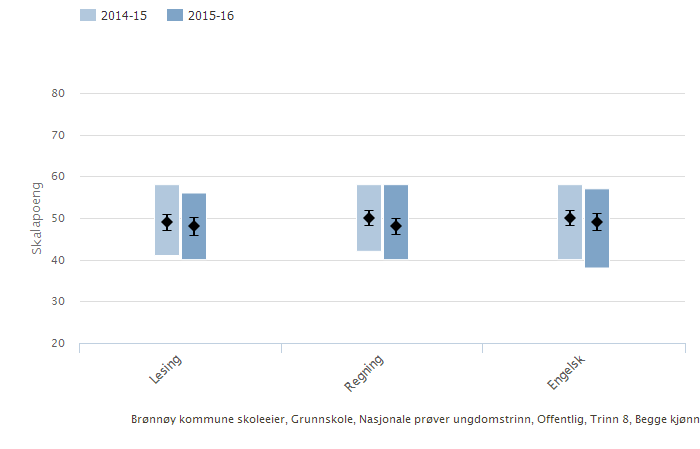 2014-15 2015-16
80
70
60
50
40
30
20
Skalapoeng
Lesing Regning Engelsk
Brønnøy kommune skoleeier, Grunnskole, Nasjonale prøver ungdomstrinn, Offentlig, Trinn 8, Begge kjønn